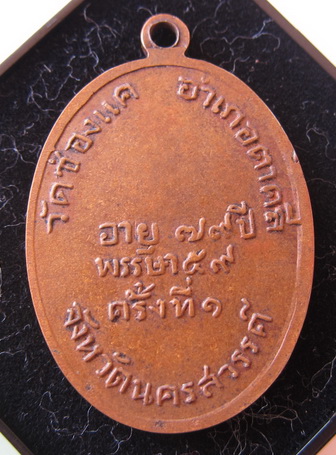 วัดช่องแค อำเภอตาคลี
อายุ ๗๙ ปี
พรรษา ๕๙
ครั้งที่ ๑
จังหวัดนครสวรรค์